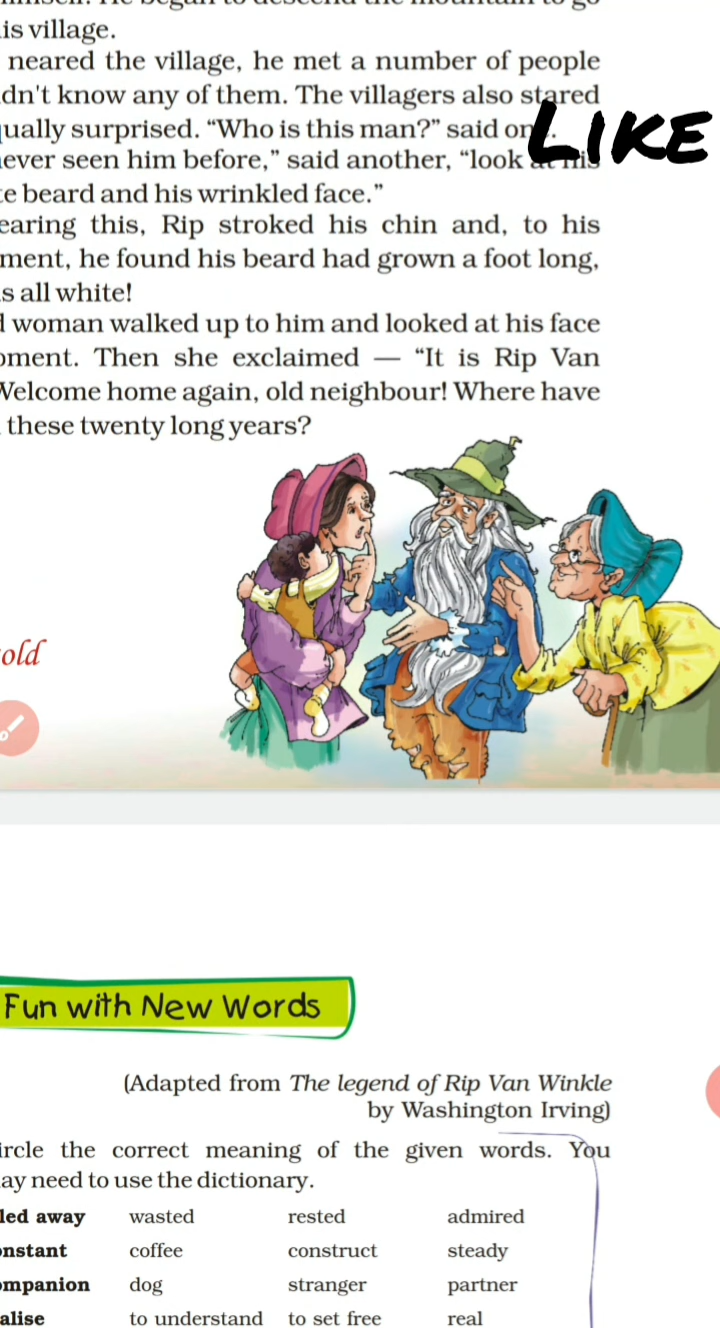 is village.
neared the village, he met a number of people
dn't know any of them. The villagers also stared
ually surprised. “Who is this man?” said on
ever seen him before,” said another, “look at his
LIKE
e beard and his wrinkled face.”
earing this, Rip stroked his chin and, to his
ment, he found his beard had grown a foot long,
s all white!
woman walked up to him and looked at his face
oment. Then she exclaimed — “It is Rip Van
Welcome home again, old neighbour! Where have
these twenty long years?
old
Fun with New Words
(Adapted from The legend of Rip Van Winkle
by Washington Irving)
ircle the correct meaning of the given words. You
ay need to use the dictionary.
led away wasted rested admired
onstant coffee construct steady
ompanion dog stranger partner
alise to understand to set free real